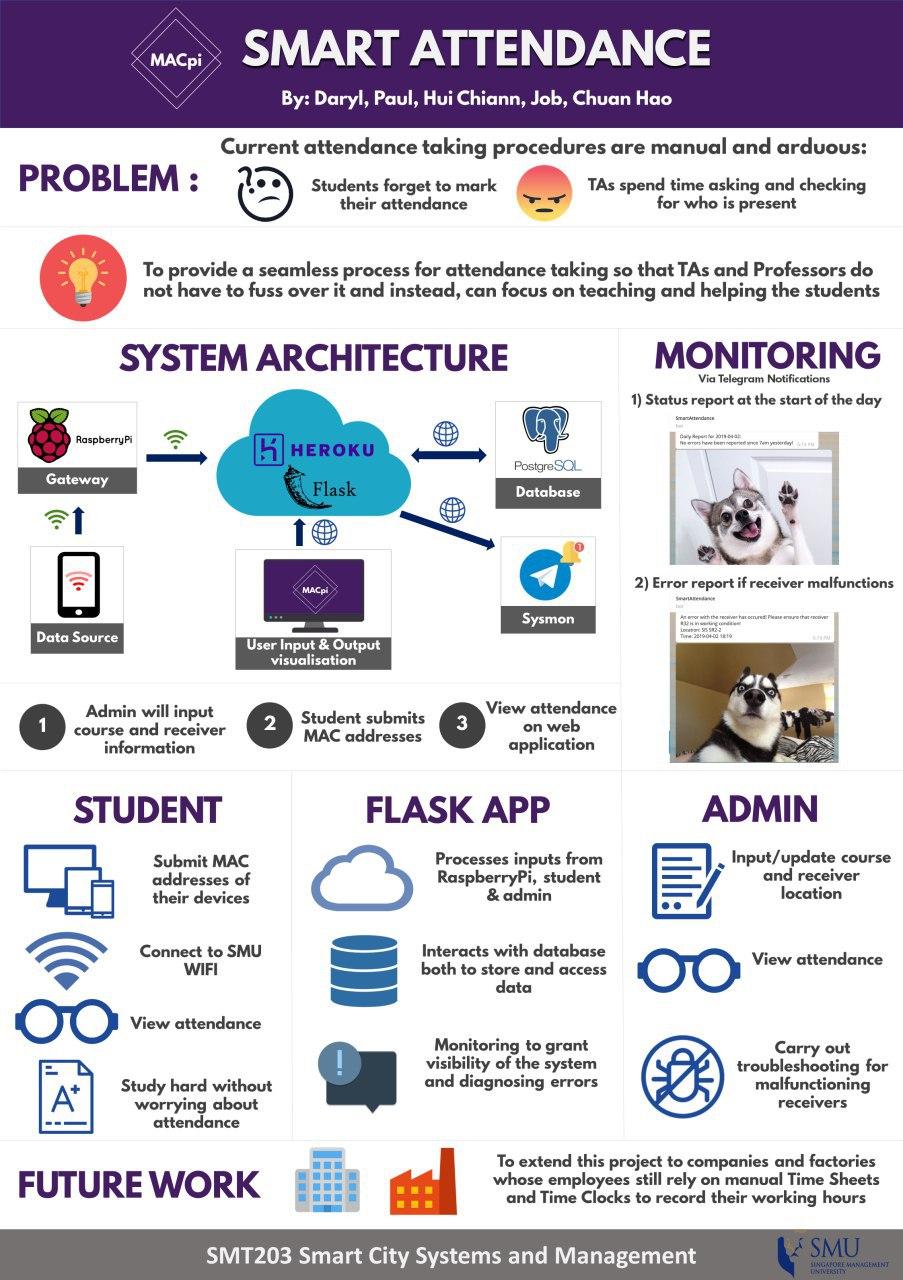 MACpi
SMART ATTENDANCE
By: Daryl, Paul, Hui Chiann, Job, Chuan Hao
PROBLEM :
Current attendance taking procedures are manual and arduous:
Students forget to mark
their attendance
TAs spend time asking and checking
for who is present
To provide a seamless process for attendance taking so that TAs and Professors do
not have to fuss over it and instead, can focus on teaching and helping the students
SYSTEM ARCHITECTURE
RaspberryPi
Gateway
HEROKU
Flask
PostgreSQL
Database
Data Source
MACpi
User Input & Output
visualisation
1
Sysmon
1
Admin will input
course and receiver
information
2
Student submits
MAC addresses
3
View attendance
on web
application
MONITORING
Via Telegram Notifications
1) Status report at the start of the day
SmartAttendance
bot
Daily Report for 2019-04-02:
No errors have been reported since 7am yesterday!
6:14 PM
2) Error report if receiver malfunctions
SmartAttendance
bot
An error with the receiver has occured! Please ensure that receiver
R32 is in working condition!
Location: SIS SR2-2
Time: 2019-04-02 18:19
STUDENT
Submit MAC
addresses of
their devices
Connect to SMU
WIFI
View attendance
A+
Study hard without
worrying about
attendance
FLASK APP
Processes inputs from
RaspberryPi, student
& admin
Interacts with database
both to store and access
data
!
Monitoring to grant
visibility of the system
and diagnosing errors
ADMIN
Input/update course
and receiver
location
View attendance
Carry out
troubleshooting for
malfunctioning
receivers
FUTURE WORK
To extend this project to companies and factories
whose employees still rely on manual Time Sheets
and Time Clocks to record their working hours
SMT203 Smart City Systems and Management
SMU
SINGAPORE MANAGEMENT
UNIVERSITY